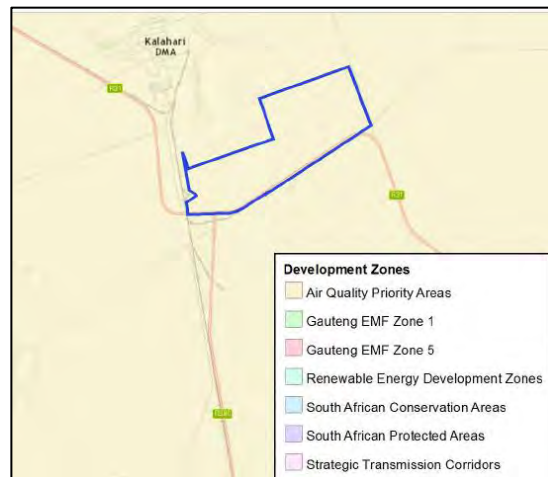 Kalahari
DMA
R31
R31
Development Zones
Air Quality Priority Areas
Gauteng EMF Zone 1
Gauteng EMF Zone 5
Renewable Energy Development Zones
South African Conservation Areas
South African Protected Areas
Strategic Transmission Corridors